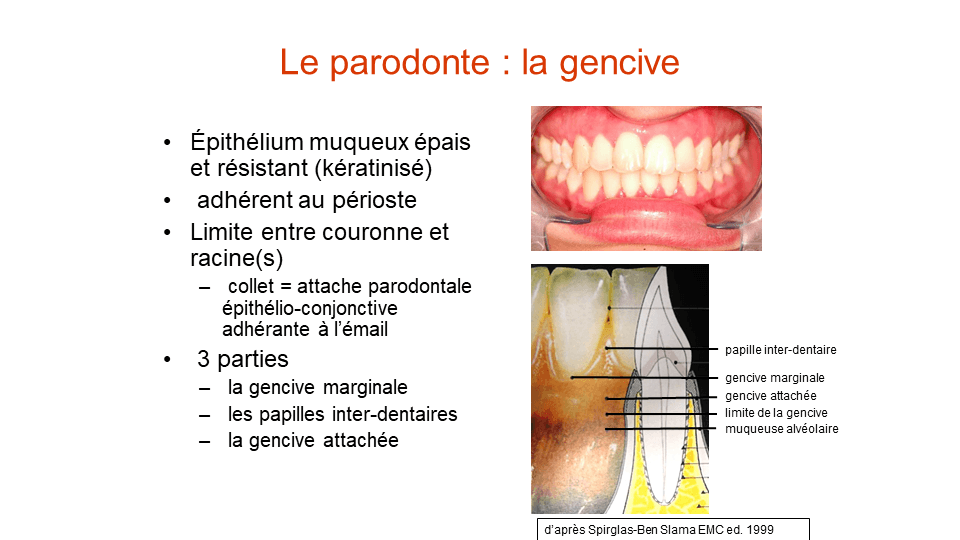 Le parodonte : la gencive
• Épithélium muqueux épais
et résistant (kératinisé)
• adhérent au périoste
• Limite entre couronne et
racine(s)
– collet = attache parodontale
épithélio-conjonctive
adhérante à l’émail
• 3 parties
– la gencive marginale
– les papilles inter-dentaires
– la gencive attachée
papille inter-dentaire
gencive marginale
gencive attachée
limite de la gencive
muqueuse alvéolaire
d’après Spirglas-Ben Slama EMC ed. 1999